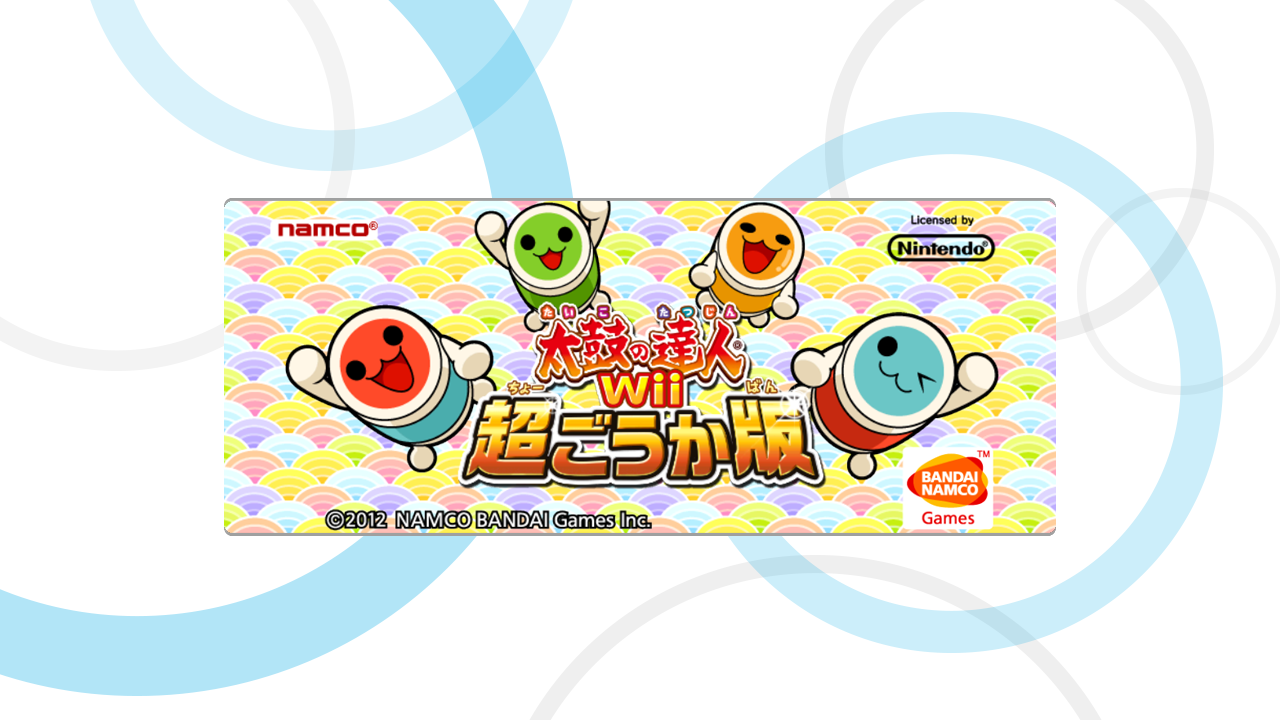 namco®
Licensed by
Nintendo®
たいこ たつじん
太鼓の達人
Wii
ちょー ばん
超ごうか版
BANDAI
NAMCO
Games
TM
©2012 NAMCO BANDAI Games Inc.